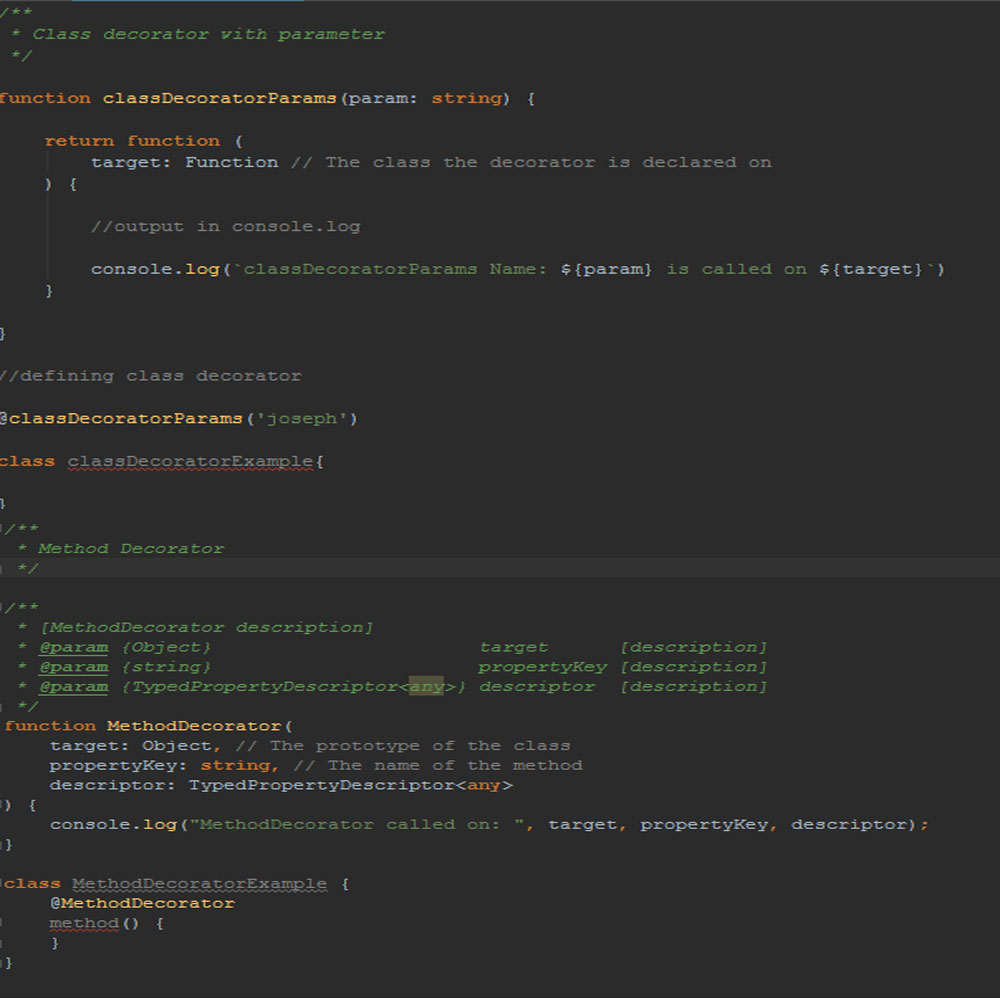 /**
* Class decorator with parameter
*/
function classDecoratorParams(param: string) {
return function (
target: Function // The class the decorator is declared on
) {
//output in console.log
console.log(`classDecoratorParams Name: ${param} is called on ${target}`)
}
}
//defining class decorator
@classDecoratorParams('joseph')
class classDecoratorExample{
}
/**
* Method Decorator
*/
/**
* [MethodDecorator description]
* @param {Object} target [description]
* @param {string} propertyKey [description]
* @param {TypedPropertyDescriptor<any>} descriptor [description]
*/
function MethodDecorator(
target: Object, // The prototype of the class
propertyKey: string, // The name of the method
descriptor: TypedPropertyDescriptor<any>
) {
console.log("MethodDecorator called on: ", target, propertyKey, descriptor);
}
class MethodDecoratorExample {
@MethodDecorator
method() {
}
}